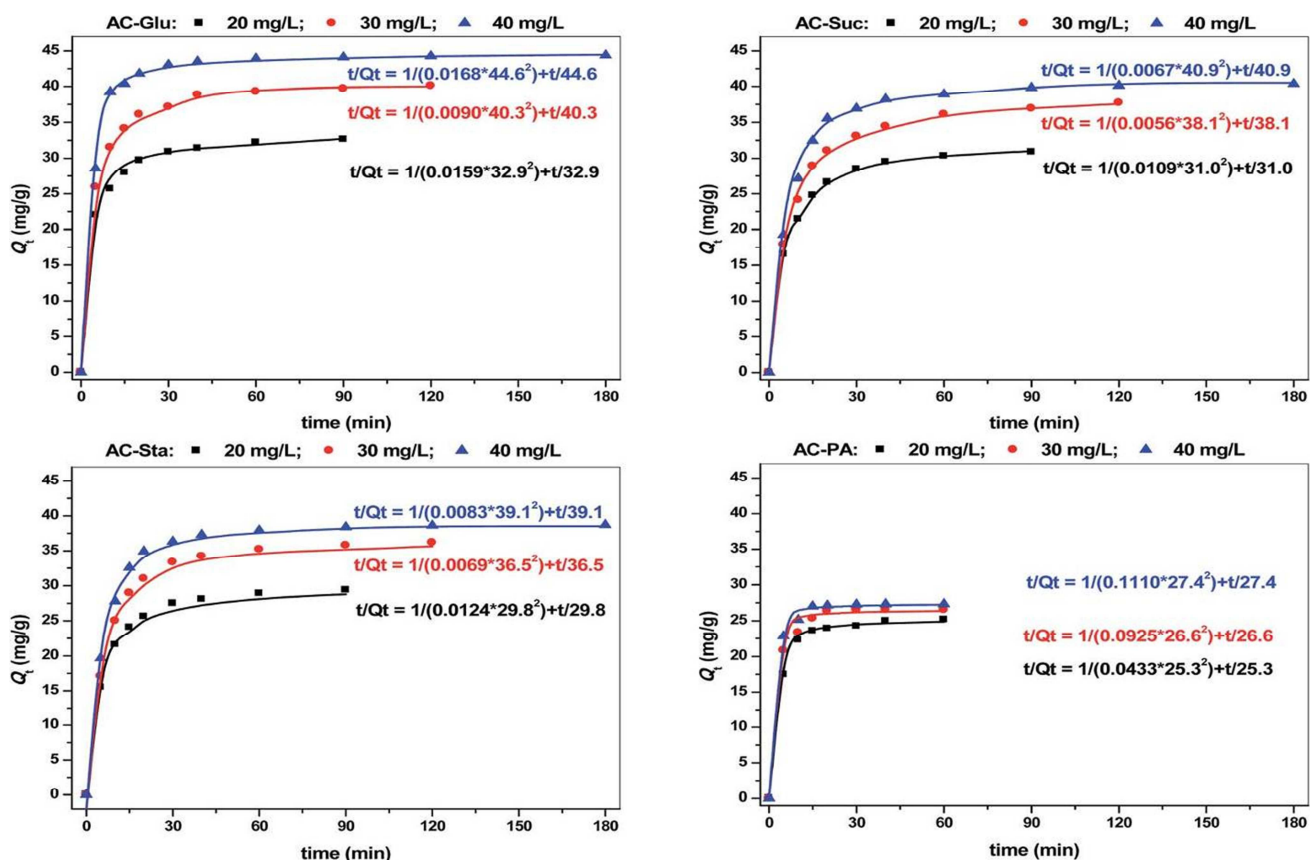 AC-Glu: ■ 20 mg/L; ● 30 mg/L; ▲ 40 mg/L
45
40
35
30
25
20
15
10
5
0
Qt (mg/g)
t/Qt = 1/(0.0168*44.6²)+t/44.6
t/Qt = 1/(0.0090*40.3²)+t/40.3
t/Qt = 1/(0.0159*32.9²)+t/32.9
0 30 60 90 120 150 180
time (min)
AC-Suc: ■ 20 mg/L; ● 30 mg/L; ▲ 40 mg/L
45
40
35
30
25
20
15
10
5
0
Qt (mg/g)
t/Qt = 1/(0.0067*40.9²)+t/40.9
t/Qt = 1/(0.0056*38.1²)+t/38.1
t/Qt = 1/(0.0109*31.0²)+t/31.0
0 30 60 90 120 150 180
time (min)
AC-Sta: ■ 20 mg/L; ● 30 mg/L; ▲ 40 mg/L
45
40
35
30
25
20
15
10
5
0
Qt (mg/g)
t/Qt = 1/(0.0083*39.1²)+t/39.1
t/Qt = 1/(0.0069*36.5²)+t/36.5
t/Qt = 1/(0.0124*29.8²)+t/29.8
0 30 60 90 120 150 180
time (min)
AC-PA: ■ 20 mg/L; ● 30 mg/L; ▲ 40 mg/L
45
40
35
30
25
20
15
10
5
0
Qt (mg/g)
t/Qt = 1/(0.1110*27.4²)+t/27.4
t/Qt = 1/(0.0925*26.6²)+t/26.6
t/Qt = 1/(0.0433*25.3²)+t/25.3
0 30 60 90 120 150 180
time (min)